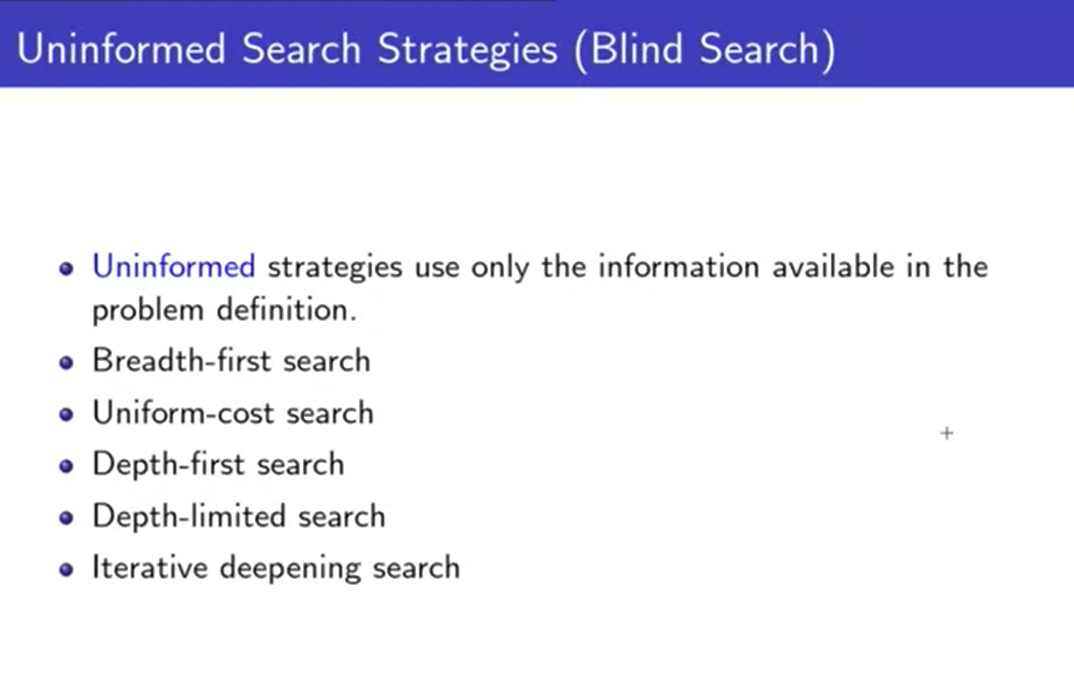 Uninformed Search Strategies (Blind Search)
Uninformed strategies use only the information available in the
problem definition.
Breadth-first search
Uniform-cost search
Depth-first search
Depth-limited search
Iterative deepening search